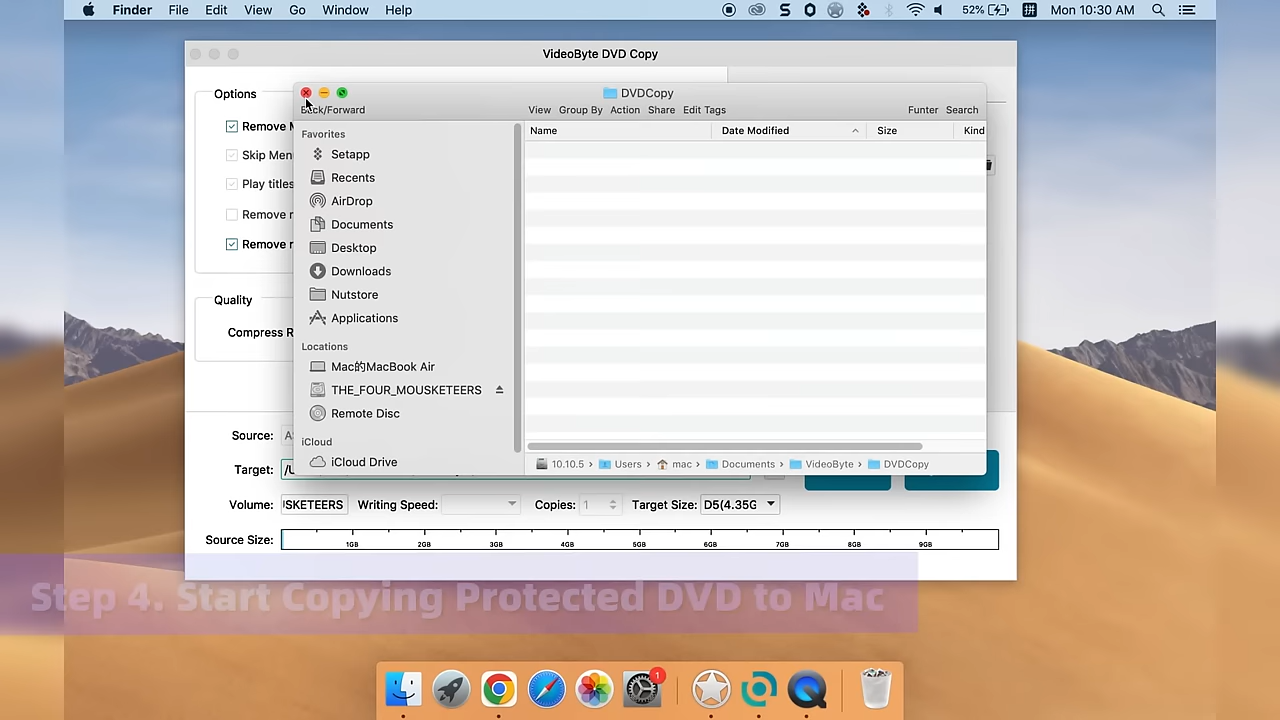 Finder File Edit View Go Window Help 52% Mon 10:30 AM
VideoByte DVD Copy
Options
Remove M
Skip Men
Play titles
Remove r
Remove r
Quality
Compress R
DVDCopy
Back/Forward View Group By Action Share Edit Tags Funter Search
Favorites
Setapp
Recents
AirDrop
Documents
Desktop
Downloads
Nutstore
Applications
Locations
Mac的MacBook Air
THE_FOUR_MOUSKETEERS
Remote Disc
iCloud
iCloud Drive
Name Date Modified Size Kind
10.10.5 › Users › mac › Documents › VideoByte › DVDCopy
Source: A
Target: /U
Volume: SKETEERS Writing Speed: Copies: 1 Target Size: D5(4.35G
Source Size: 1GB 2GB 3GB 4GB 5GB 6GB 7GB 8GB 9GB
Step 4. Start Copying Protected DVD to Mac
1